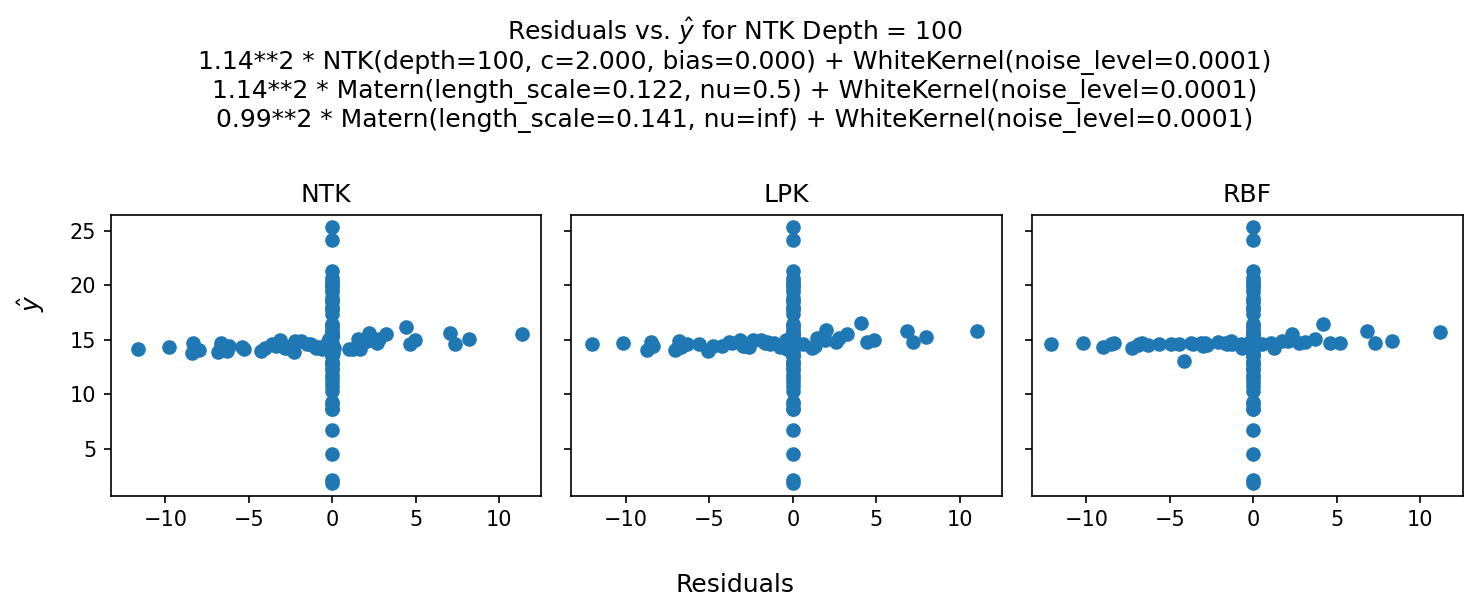 Residuals vs. ŷ for NTK Depth = 100
1.14**2 * NTK(depth=100, c=2.000, bias=0.000) + WhiteKernel(noise_level=0.0001)
1.14**2 * Matern(length_scale=0.122, nu=0.5) + WhiteKernel(noise_level=0.0001)
0.99**2 * Matern(length_scale=0.141, nu=inf) + WhiteKernel(noise_level=0.0001)
NTK LPK RBF
25
20
15
10
5
ŷ
−10 −5 0 5 10 −10 −5 0 5 10 −10 −5 0 5 10
Residuals